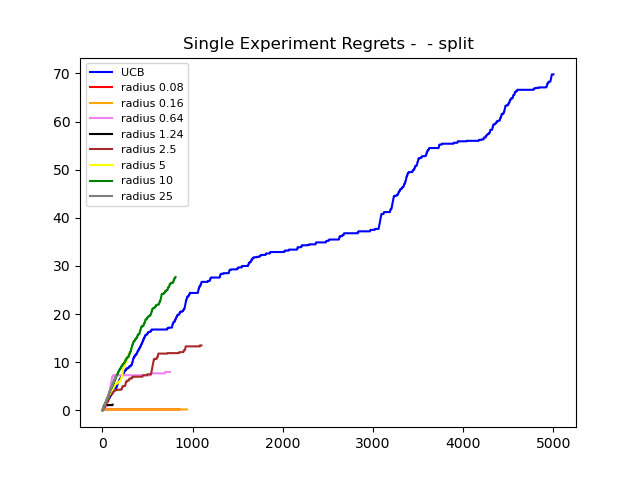 Single Experiment Regrets -  - split
UCB
radius 0.08
radius 0.16
radius 0.64
radius 1.24
radius 2.5
radius 5
radius 10
radius 25
70
60
50
40
30
20
10
0
0 1000 2000 3000 4000 5000